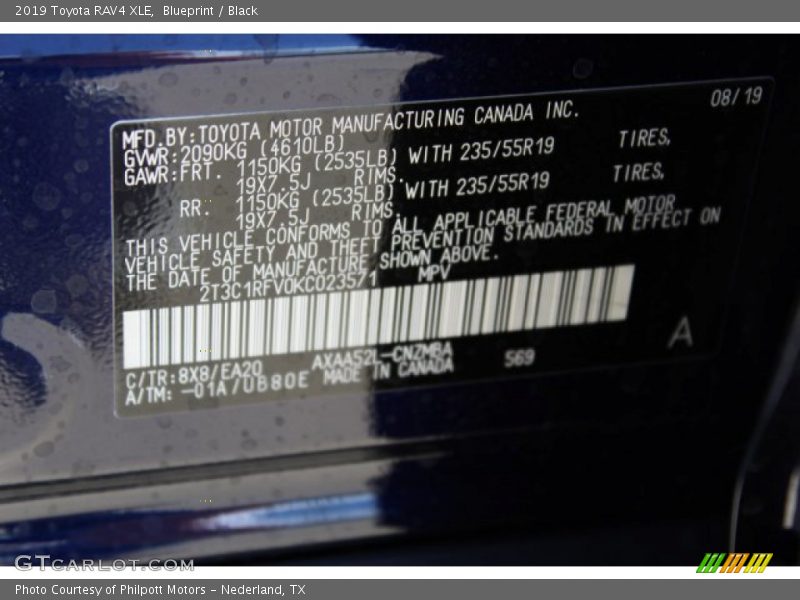 2019 Toyota RAV4 XLE, Blueprint / Black
08/19
MFD.BY:TOYOTA MOTOR MANUFACTURING CANADA INC.
GVWR:2090KG (4610LB)
GAWR:FRT. 1150KG (2535LB) WITH 235/55R19 TIRES,
19X7.5J RIMS.
RR. 1150KG (2535LB) WITH 235/55R19 TIRES,
19X7.5J RIMS.
THIS VEHICLE CONFORMS TO ALL APPLICABLE FEDERAL MOTOR
VEHICLE SAFETY AND THEFT PREVENTION STANDARDS IN EFFECT ON
THE DATE OF MANUFACTURE SHOWN ABOVE.
2T3C1RFV0KC023571 MPV
C/TR:8X8/EA20 AXAA52L-CNZMBA 569 A
A/TM: -01A/UB80E MADE IN CANADA
GTCARLOT.COM
Photo Courtesy of Philpott Motors - Nederland, TX